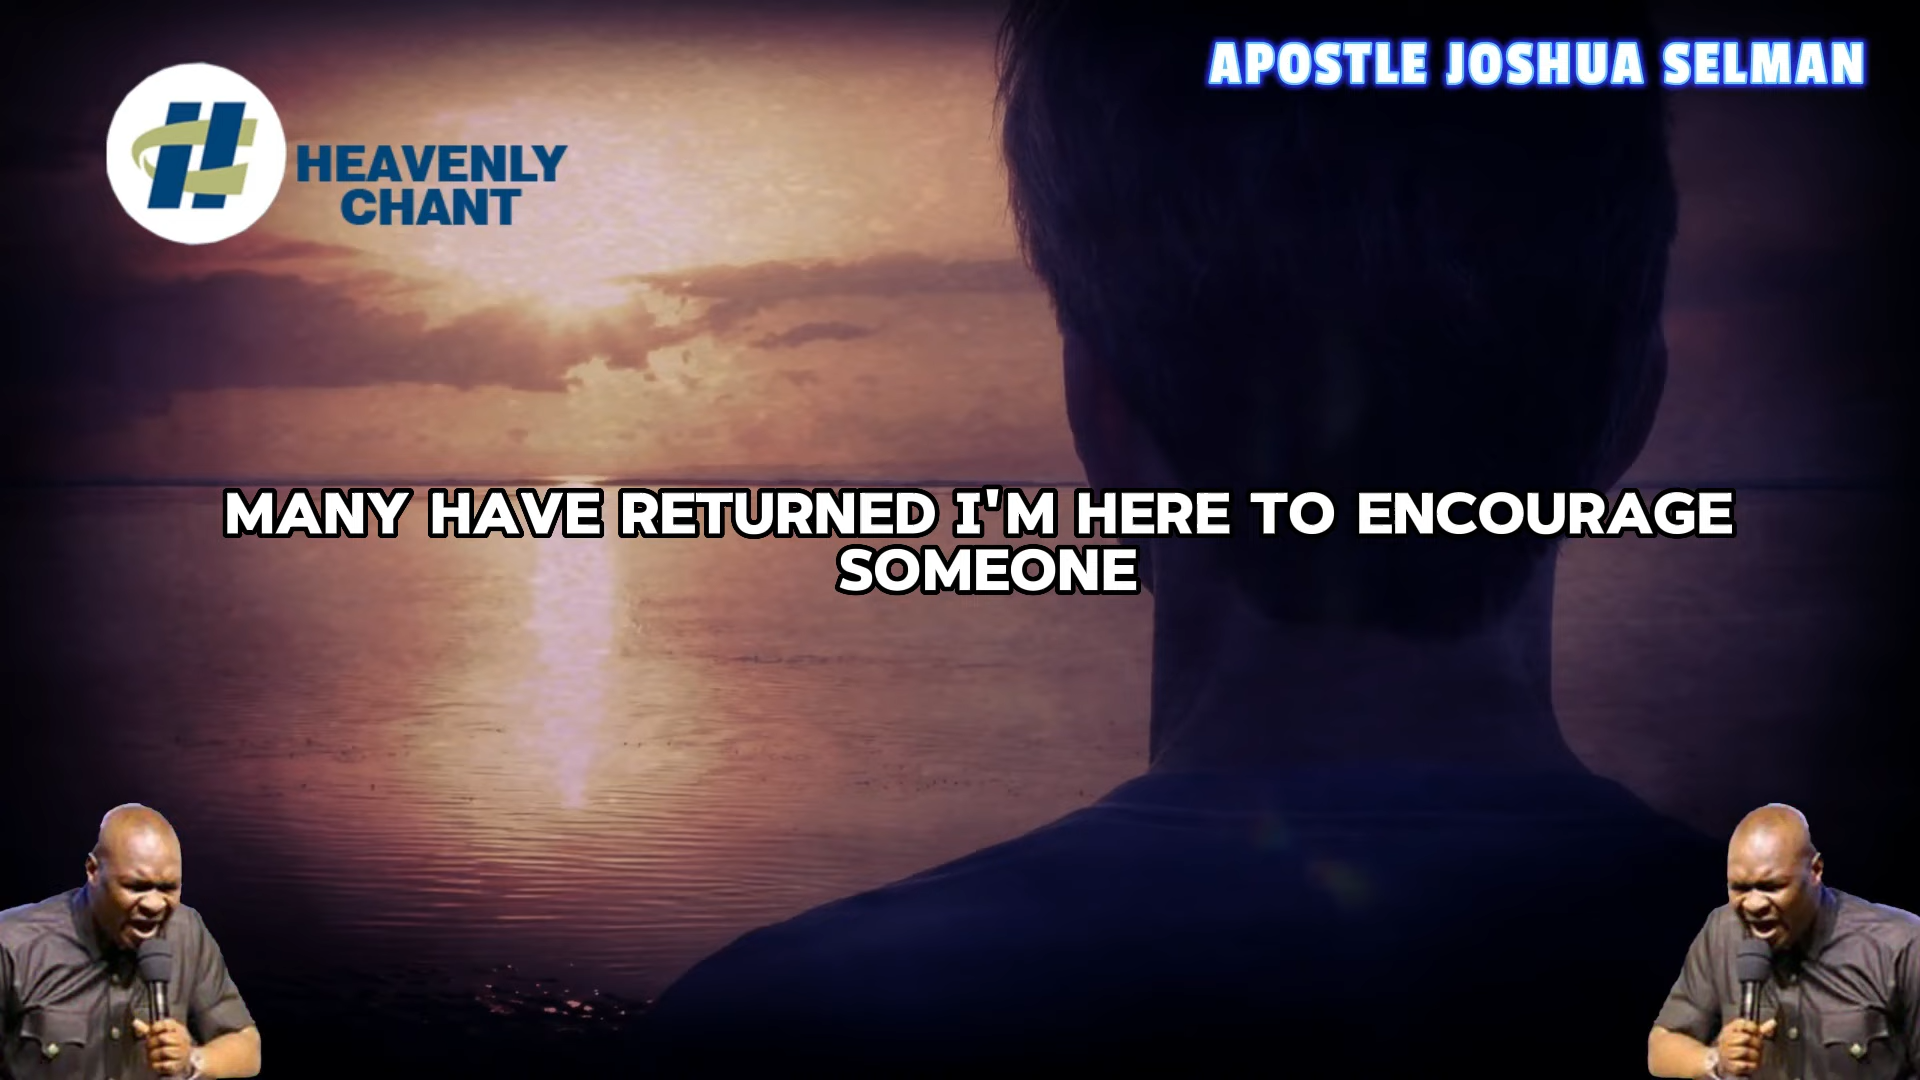 APOSTLE JOSHUA SELMAN
HEAVENLY
CHANT
MANY HAVE RETURNED I'M HERE TO ENCOURAGE
SOMEONE